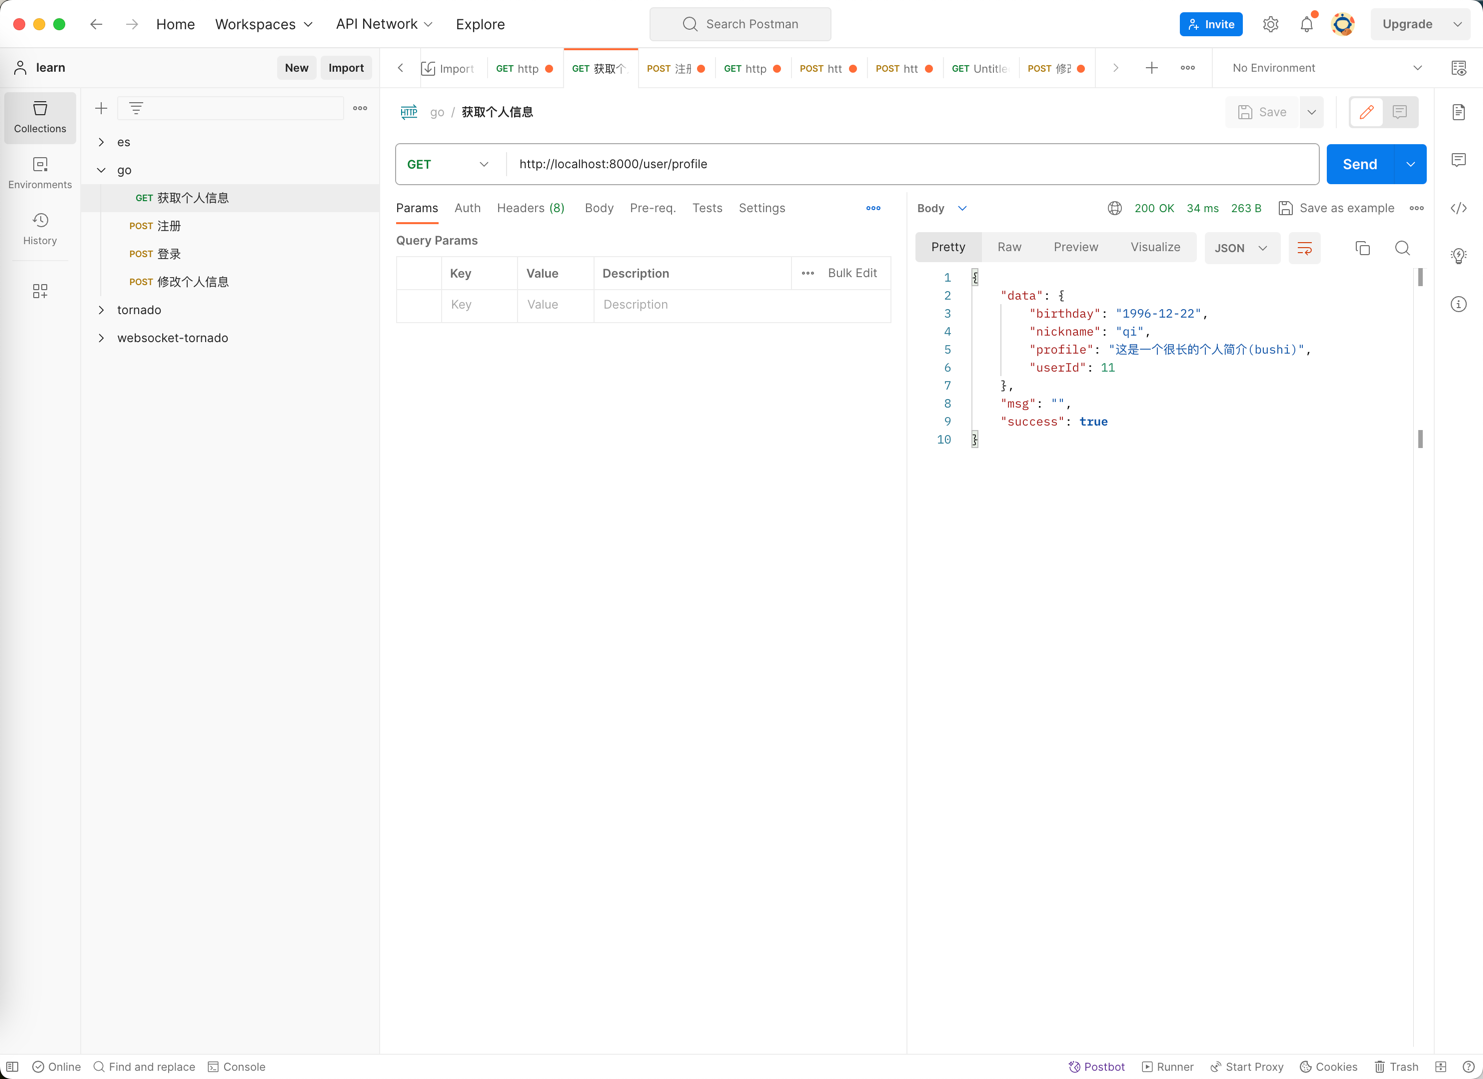 Home Workspaces API Network Explore Search Postman Invite Upgrade
learn New Import
Import GET http GET 获取个 POST POST htt GET http POST htt POST htt GET Untitle POST No Environment
Collections
Environments
History
es
go
GET 获取个人信息
POST 注册
POST 登录
POST 修改个人信息
tornado
websocket-tornado
HTTP go / 获取个人信息 Save
GET http://localhost:8000/user/profile Send
Params Auth Headers (8) Body Pre-req. Tests Settings
Query Params
Key Value Description Bulk Edit
Key Value Description
Body 200 OK 34 ms 263 B Save as example
Pretty Raw Preview Visualize JSON
1 {
2 "data": {
3 "birthday": "1996-12-22",
4 "nickname": "qi",
5 "profile": "这是一个很长的个人简介(bushi)",
6 "userId": 11
7 },
8 "msg": "",
9 "success": true
10 }
Online Find and replace Console Postbot Runner Start Proxy Cookies Trash